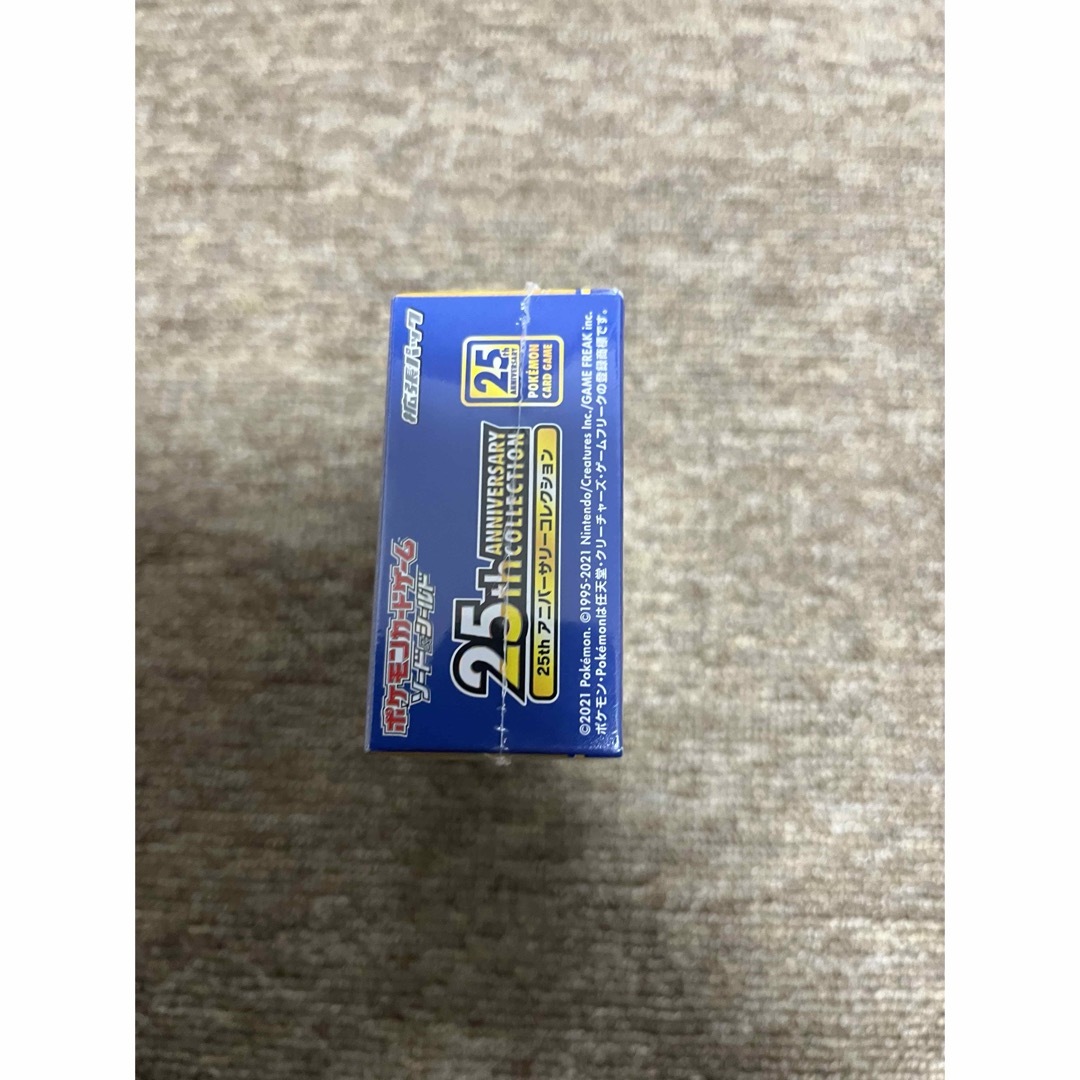 ポケモンカードゲーム
ソード&シールド
拡張パック
25th ANNIVERSARY
COLLECTION
25th アニバーサリーコレクション
25th
ANNIVERSARY
POKÉMON
CARD GAME
©2021 Pokémon. ©1995-2021 Nintendo/Creatures Inc./GAME FREAK inc.
ポケモン・Pokémonは任天堂・クリーチャーズ・ゲームフリークの登録商標です。